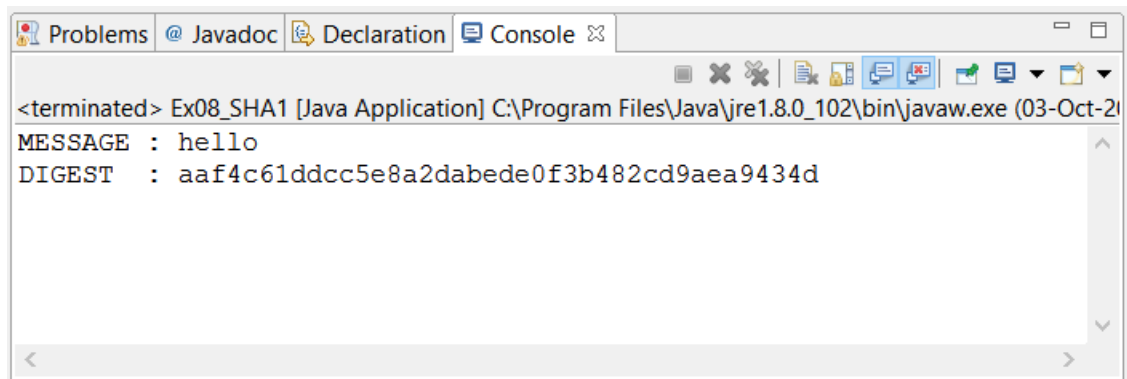 Problems @ Javadoc Declaration Console
<terminated> Ex08_SHA1 [Java Application] C:\Program Files\Java\jre1.8.0_102\bin\javaw.exe (03-Oct-20
MESSAGE : hello
DIGEST : aaf4c61ddcc5e8a2dabede0f3b482cd9aea9434d